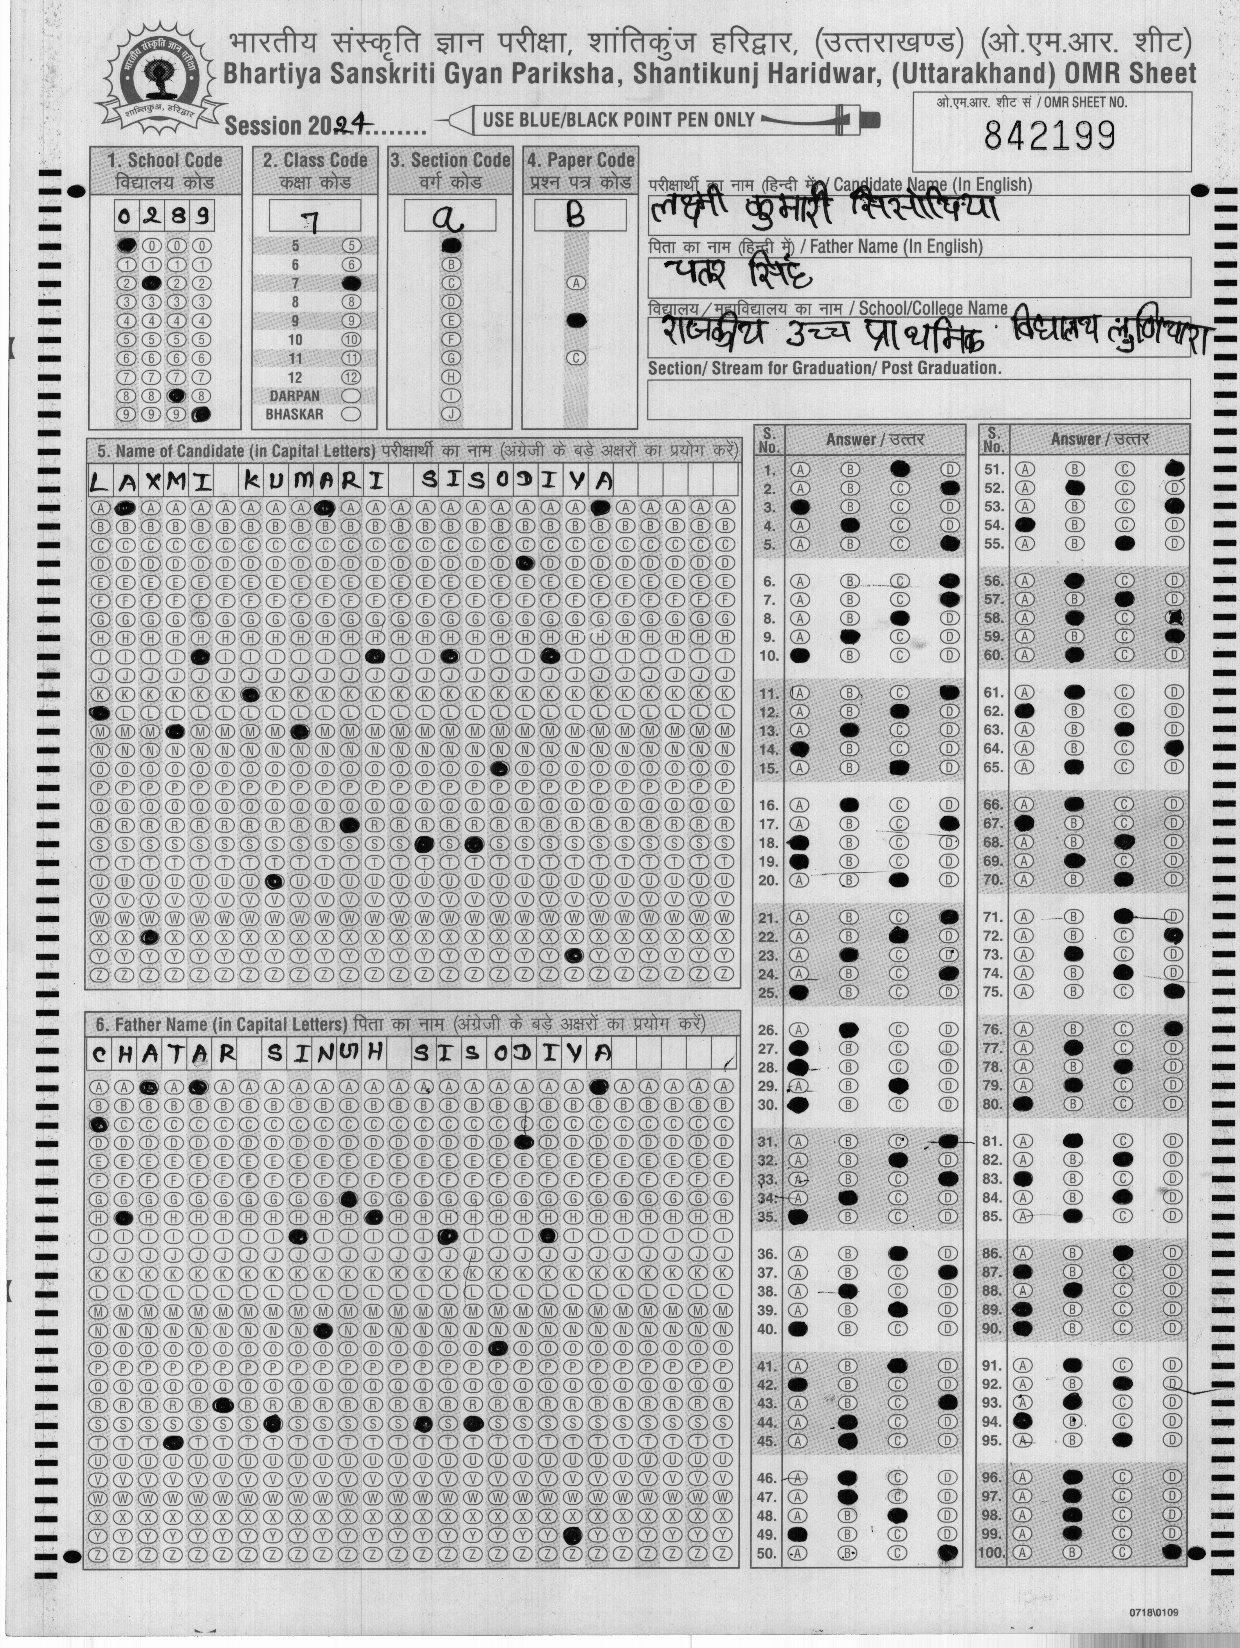 भारतीय संस्कृति ज्ञान परीक्षा, शांतिकुंज हरिद्वार, (उत्तराखण्ड) (ओ.एम.आर. शीट)
Bhartiya Sanskriti Gyan Pariksha, Shantikunj Haridwar, (Uttarakhand) OMR Sheet
Session 2024
USE BLUE/BLACK POINT PEN ONLY
ओ.एम.आर. शीट सं / OMR SHEET NO.
842199
1. School Code
विद्यालय कोड
0289
2. Class Code
कक्षा कोड
7
3. Section Code
वर्ग कोड
a
4. Paper Code
प्रश्न पत्र कोड
B
5
6
7
8
9
10
11
12
DARPAN
BHASKAR
परीक्षार्थी का नाम (हिन्दी में) / Candidate Name (In English)
लक्ष्मी कुमारी सिसोदिया
पिता का नाम (हिन्दी में) / Father Name (In English)
चतर सिंह
विद्यालय / महाविद्यालय का नाम / School/College Name
राजकीय उच्च प्राथमिक विद्यालय
Section/ Stream for Graduation/ Post Graduation.
5. Name of Candidate (in Capital Letters) परीक्षार्थी का नाम (अंग्रेजी के बड़े अक्षरों का प्रयोग करें)
LAXMI KUMARI SISODIYA
6. Father Name (in Capital Letters) पिता का नाम (अंग्रेजी के बड़े अक्षरों का प्रयोग करें)
CHATAR SINGH SISODIYA
S. No. Answer / उत्तर
S. No. Answer / उत्तर
0718\0109